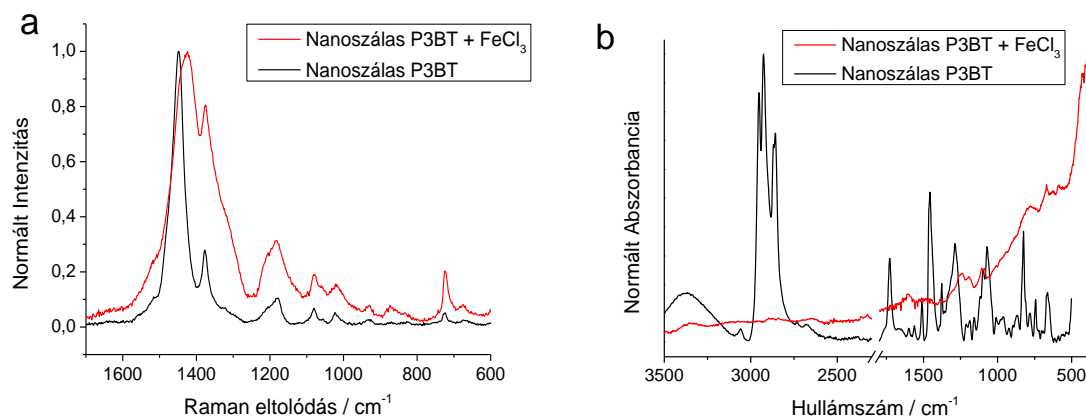 a
Nanoszálas P3BT + FeCl₃
Nanoszálas P3BT
Normált Intenzitás
1,0
0,8
0,6
0,4
0,2
0,0
1600 1400 1200 1000 800 600
Raman eltolódás / cm⁻¹
b
Nanoszálas P3BT + FeCl₃
Nanoszálas P3BT
Normált Abszorbancia
3500 3000 2500 1500 1000 500
Hullámszám / cm⁻¹